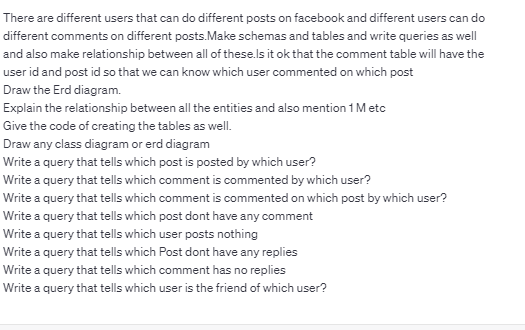 There are different users that can do different posts on facebook and different users can do
different comments on different posts.Make schemas and tables and write queries as well
and also make relationship between all of these.Is it ok that the comment table will have the
user id and post id so that we can know which user commented on which post
Draw the Erd diagram.
Explain the relationship between all the entities and also mention 1 M etc
Give the code of creating the tables as well.
Draw any class diagram or erd diagram
Write a query that tells which post is posted by which user?
Write a query that tells which comment is commented by which user?
Write a query that tells which comment is commented on which post by which user?
Write a query that tells which post dont have any comment
Write a query that tells which user posts nothing
Write a query that tells which Post dont have any replies
Write a query that tells which comment has no replies
Write a query that tells which user is the friend of which user?